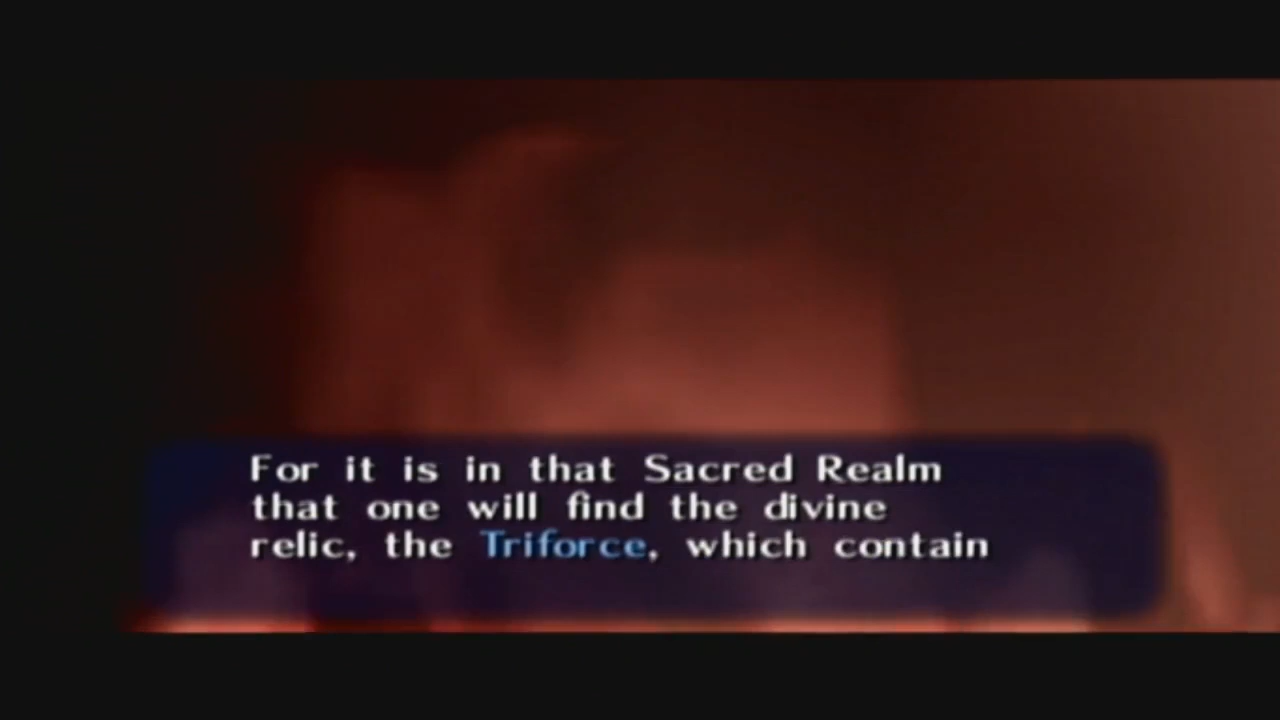 For it is in that Sacred Realm
that one will find the divine
relic, the Triforce, which contain